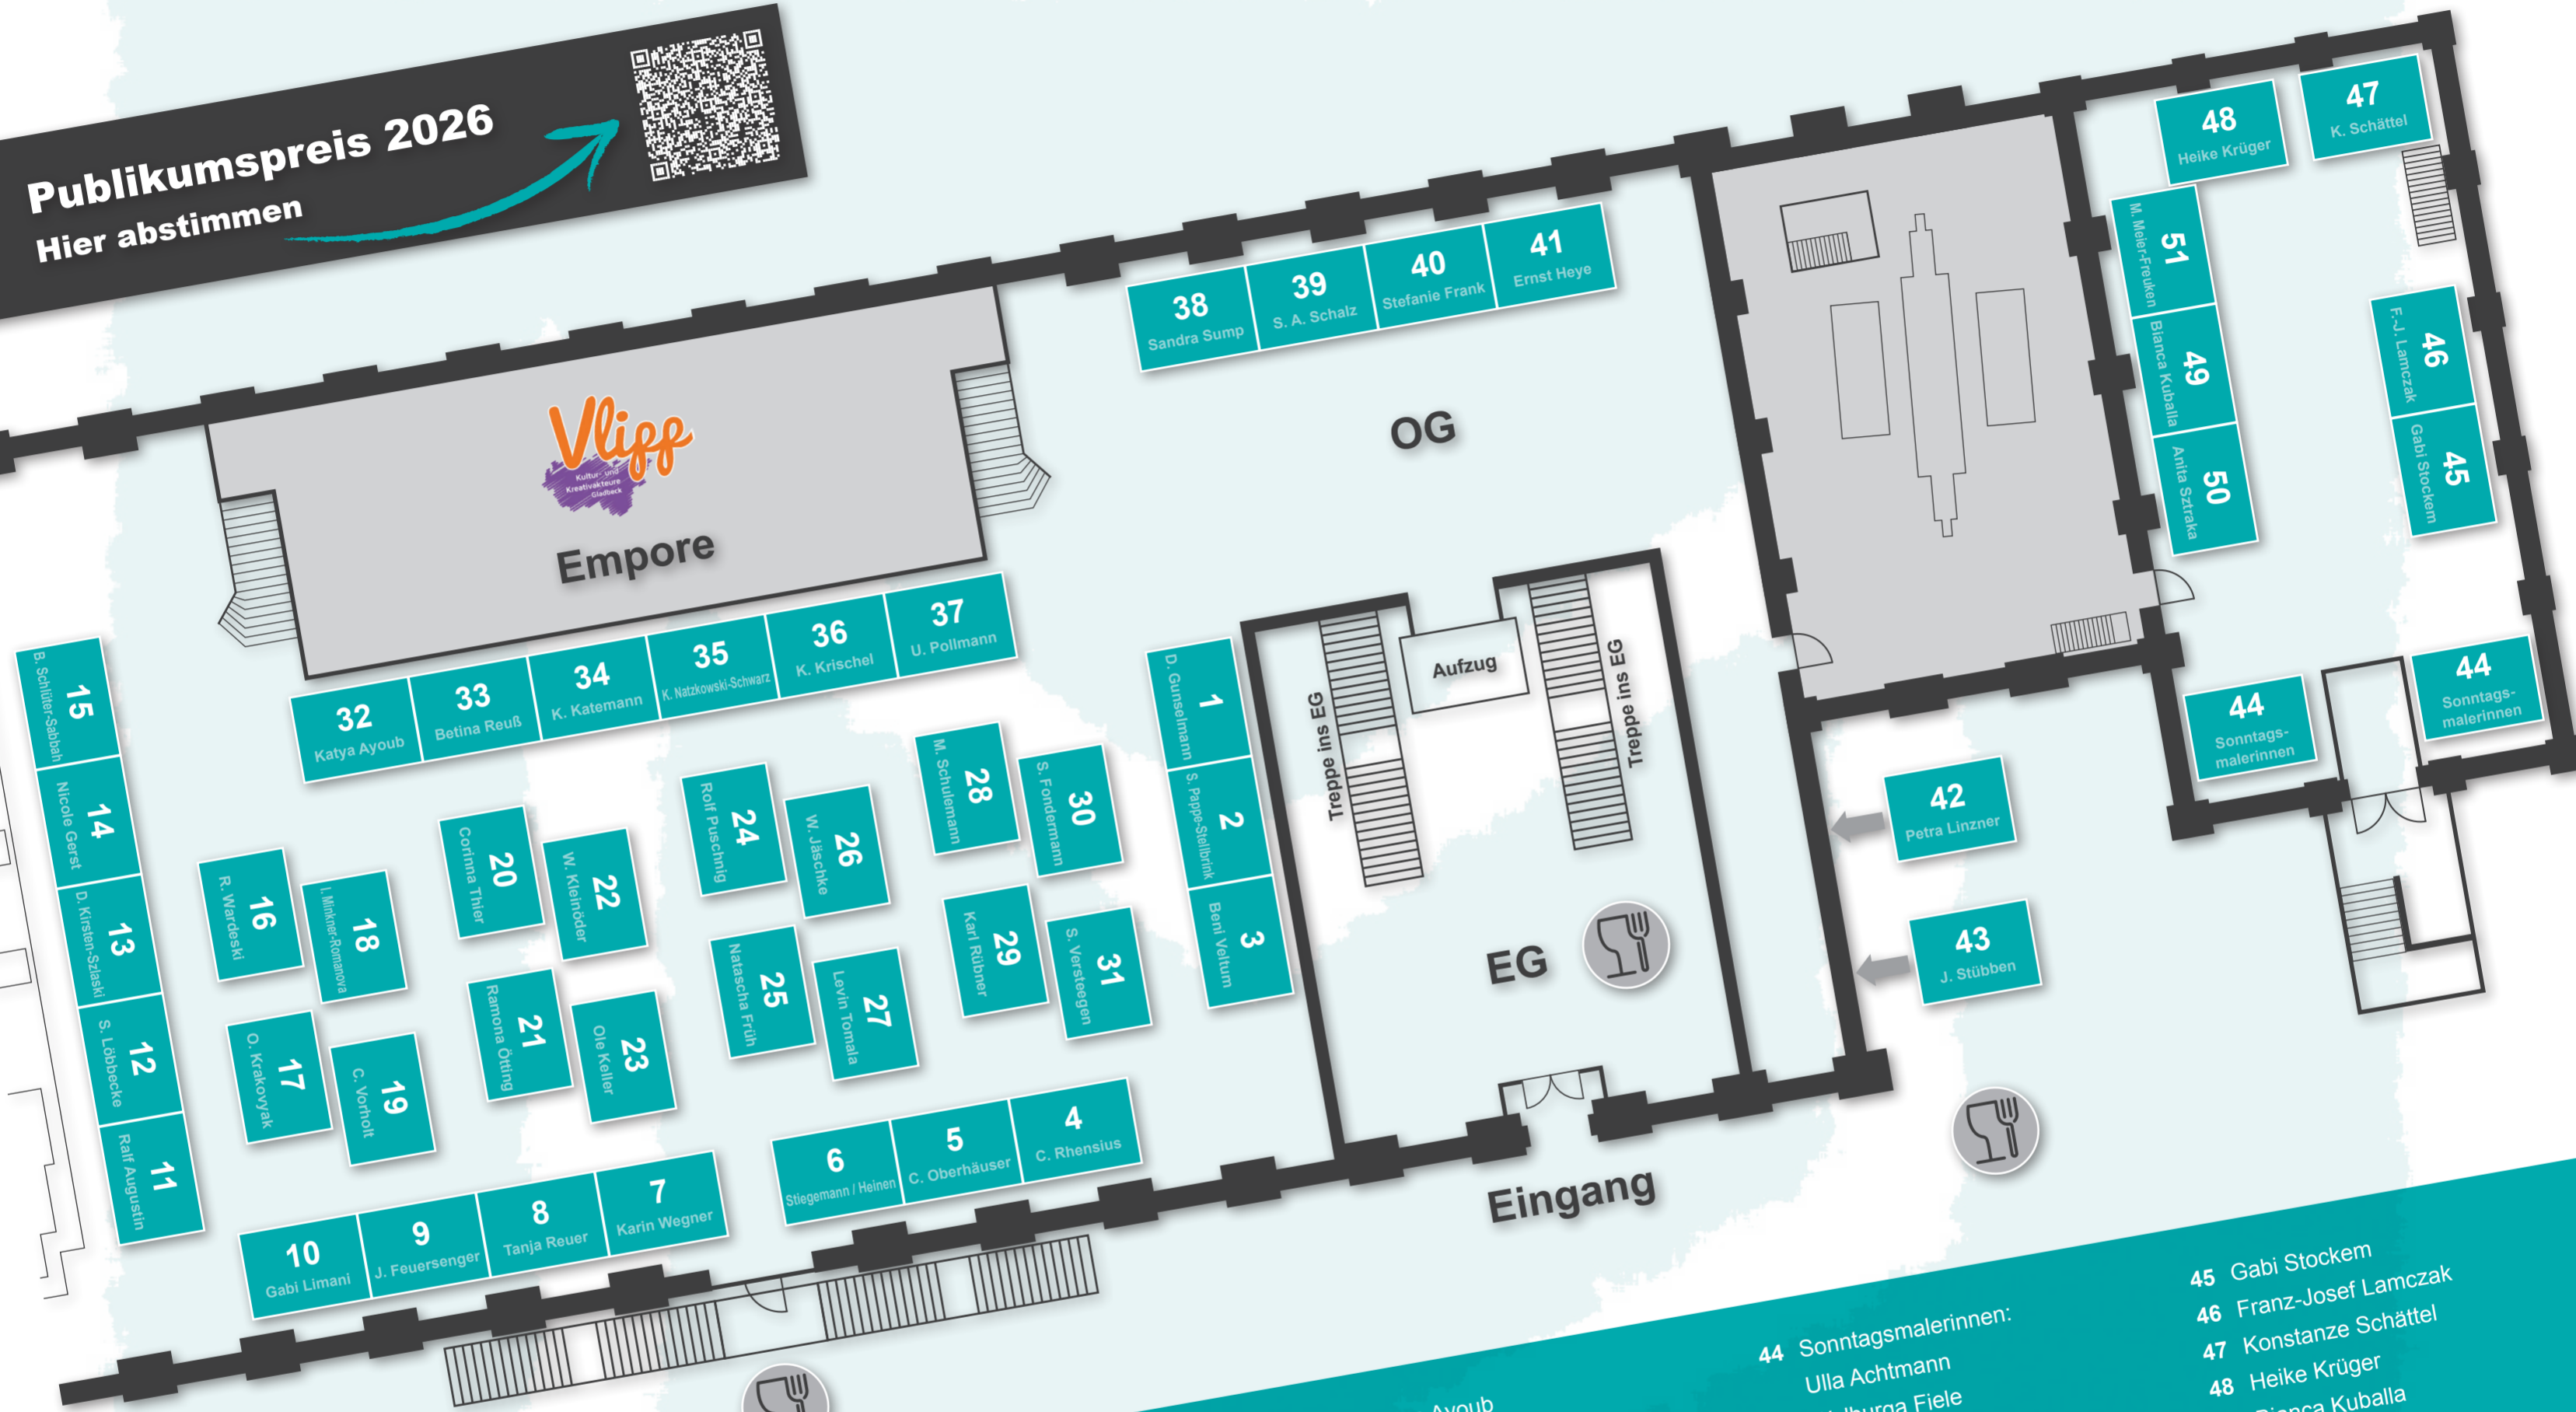 Publikumspreis 2026
Hier abstimmen
Vlipp
Kultur- und
Kreativakteure
Gladbeck
Empore
OG
EG
Eingang
Aufzug
Treppe ins EG
Treppe ins EG
47
K. Schättel
48
Heike Krüger
51
M. Meier-Freuken
49
Bianca Kuballa
50
Anita Sztraka
46
F.-J. Lamczak
45
Gabi Stockem
44
Sonntags-
malerinnen
44
Sonntags-
malerinnen
42
Petra Linzner
43
J. Stübben
38
Sandra Sump
39
S. A. Schalz
40
Stefanie Frank
41
Ernst Heye
32
Katya Ayoub
33
Betina Reuß
34
K. Katemann
35
K. Natzkowski-Schwarz
36
K. Krischel
37
U. Pollmann
1
D. Gunselmann
2
S. Pappe-Stellbrink
3
Beni Veltum
15
B. Schlüter-Sabbah
14
Nicole Gerst
13
D. Kirsten-Szlaski
12
S. Löbbecke
11
Ralf Augustin
16
R. Wardeski
18
I. Minkner-Romanova
17
O. Krakovyak
19
C. Vorholt
20
Corinna Thier
22
W. Kleinöder
21
Ramona Ötting
23
Ole Keller
24
Rolf Puschnig
26
W. Jäschke
25
Natascha Früh
27
Levin Tomala
28
M. Schulemann
30
S. Fondermann
29
Karl Rübner
31
S. Versteegen
6
Stiegemann / Heinen
5
C. Oberhäuser
4
C. Rhensius
10
Gabi Limani
9
J. Feuersenger
8
Tanja Reuer
7
Karin Wegner
Ayoub
44 Sonntagsmalerinnen:
Ulla Achtmann
Fiele
45 Gabi Stockem
46 Franz-Josef Lamczak
47 Konstanze Schättel
48 Heike Krüger
Bianca Kuballa